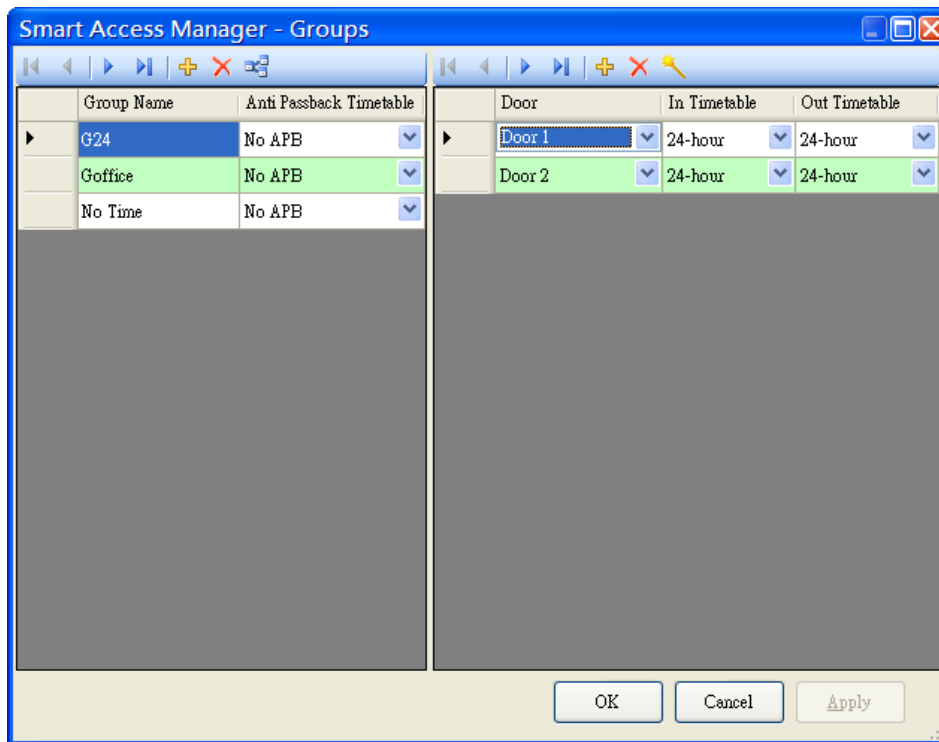 Smart Access Manager - Groups
Group Name Anti Passback Timetable Door In Timetable Out Timetable
G24 No APB Door 1 24-hour 24-hour
Goffice No APB Door 2 24-hour 24-hour
No Time No APB
OK Cancel Apply